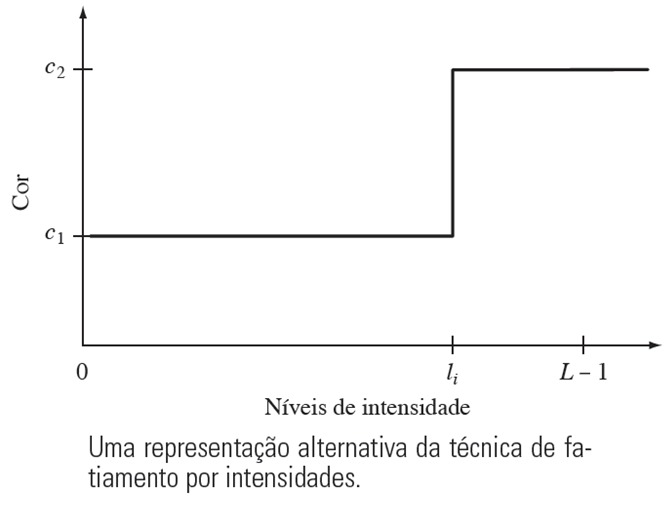 c2
Cor
c1
0
li
L – 1
Níveis de intensidade
Uma representação alternativa da técnica de fa-
tiamento por intensidades.